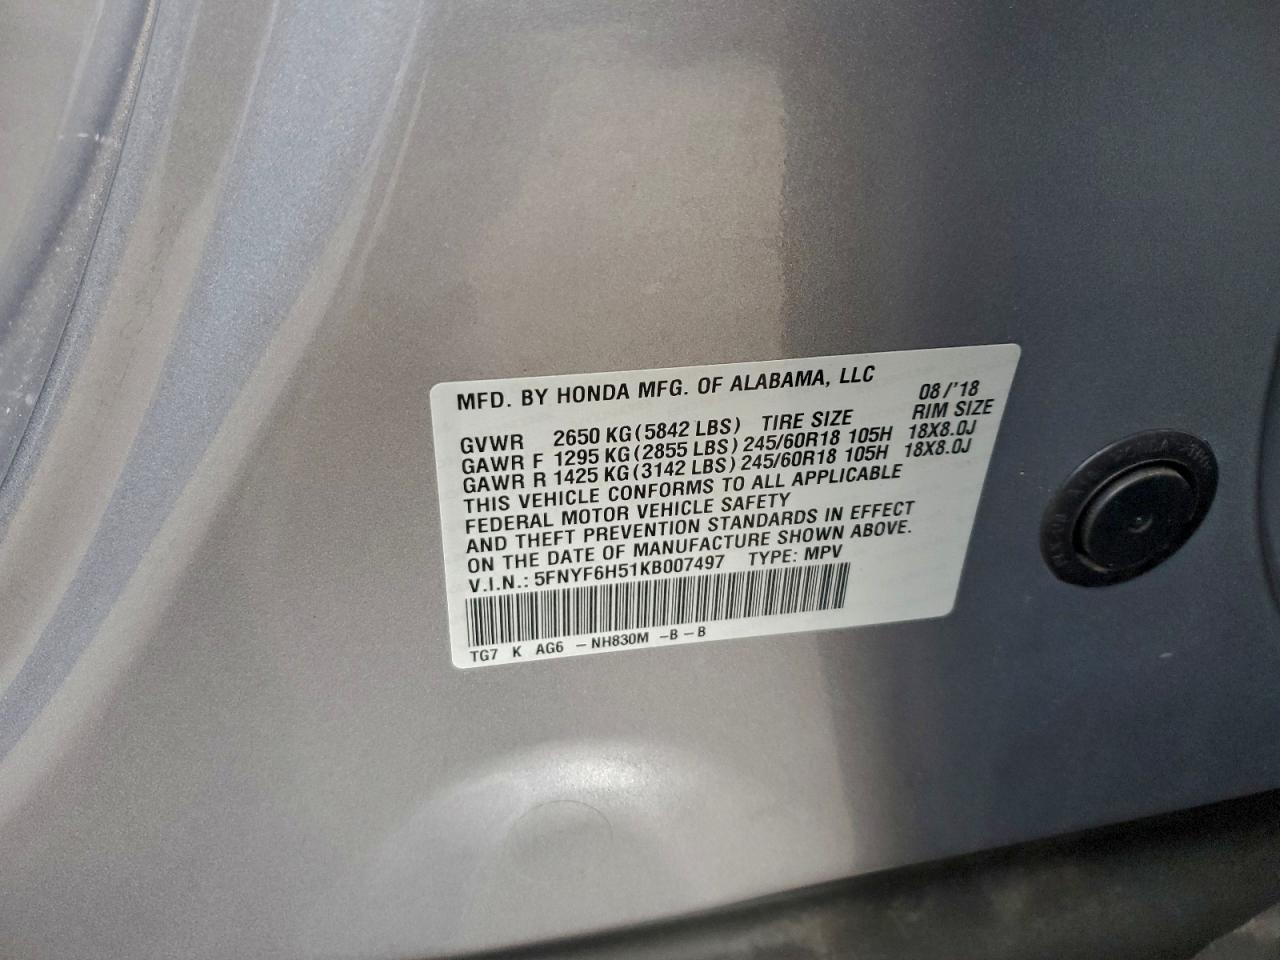 MFD. BY HONDA MFG. OF ALABAMA, LLC 08/'18
GVWR 2650 KG(5842 LBS) TIRE SIZE RIM SIZE
GAWR F 1295 KG(2855 LBS) 245/60R18 105H 18X8.0J
GAWR R 1425 KG(3142 LBS) 245/60R18 105H 18X8.0J
THIS VEHICLE CONFORMS TO ALL APPLICABLE
FEDERAL MOTOR VEHICLE SAFETY
AND THEFT PREVENTION STANDARDS IN EFFECT
ON THE DATE OF MANUFACTURE SHOWN ABOVE.
V.I.N.: 5FNYF6H51KB007497 TYPE: MPV
TG7 K AG6 - NH830M - B - B